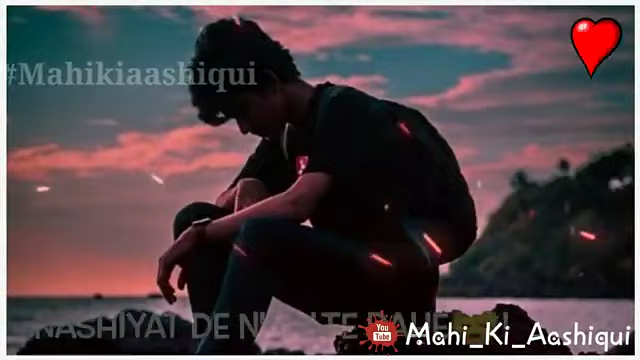 #Mahikiaashiqui
NASHIYAT DE
You
Tube
Mahi_Ki_Aashiqui